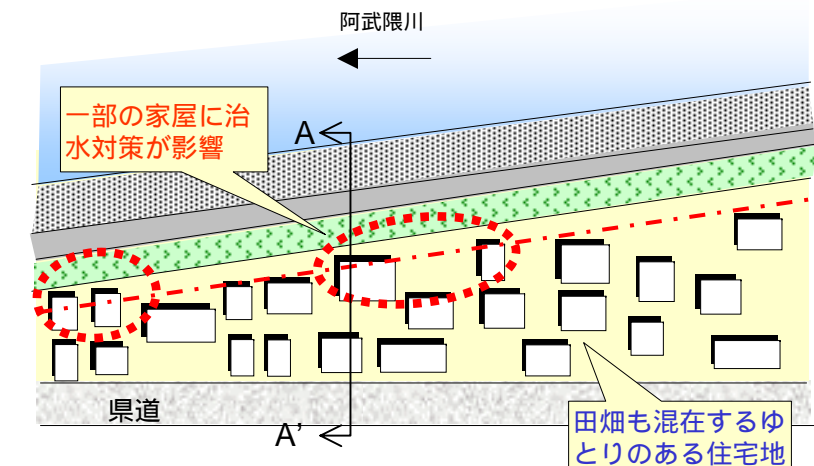 阿武隈川
一部の家屋に治
水対策が影響
A
県道
A’
田畑も混在するゆ
とりのある住宅地